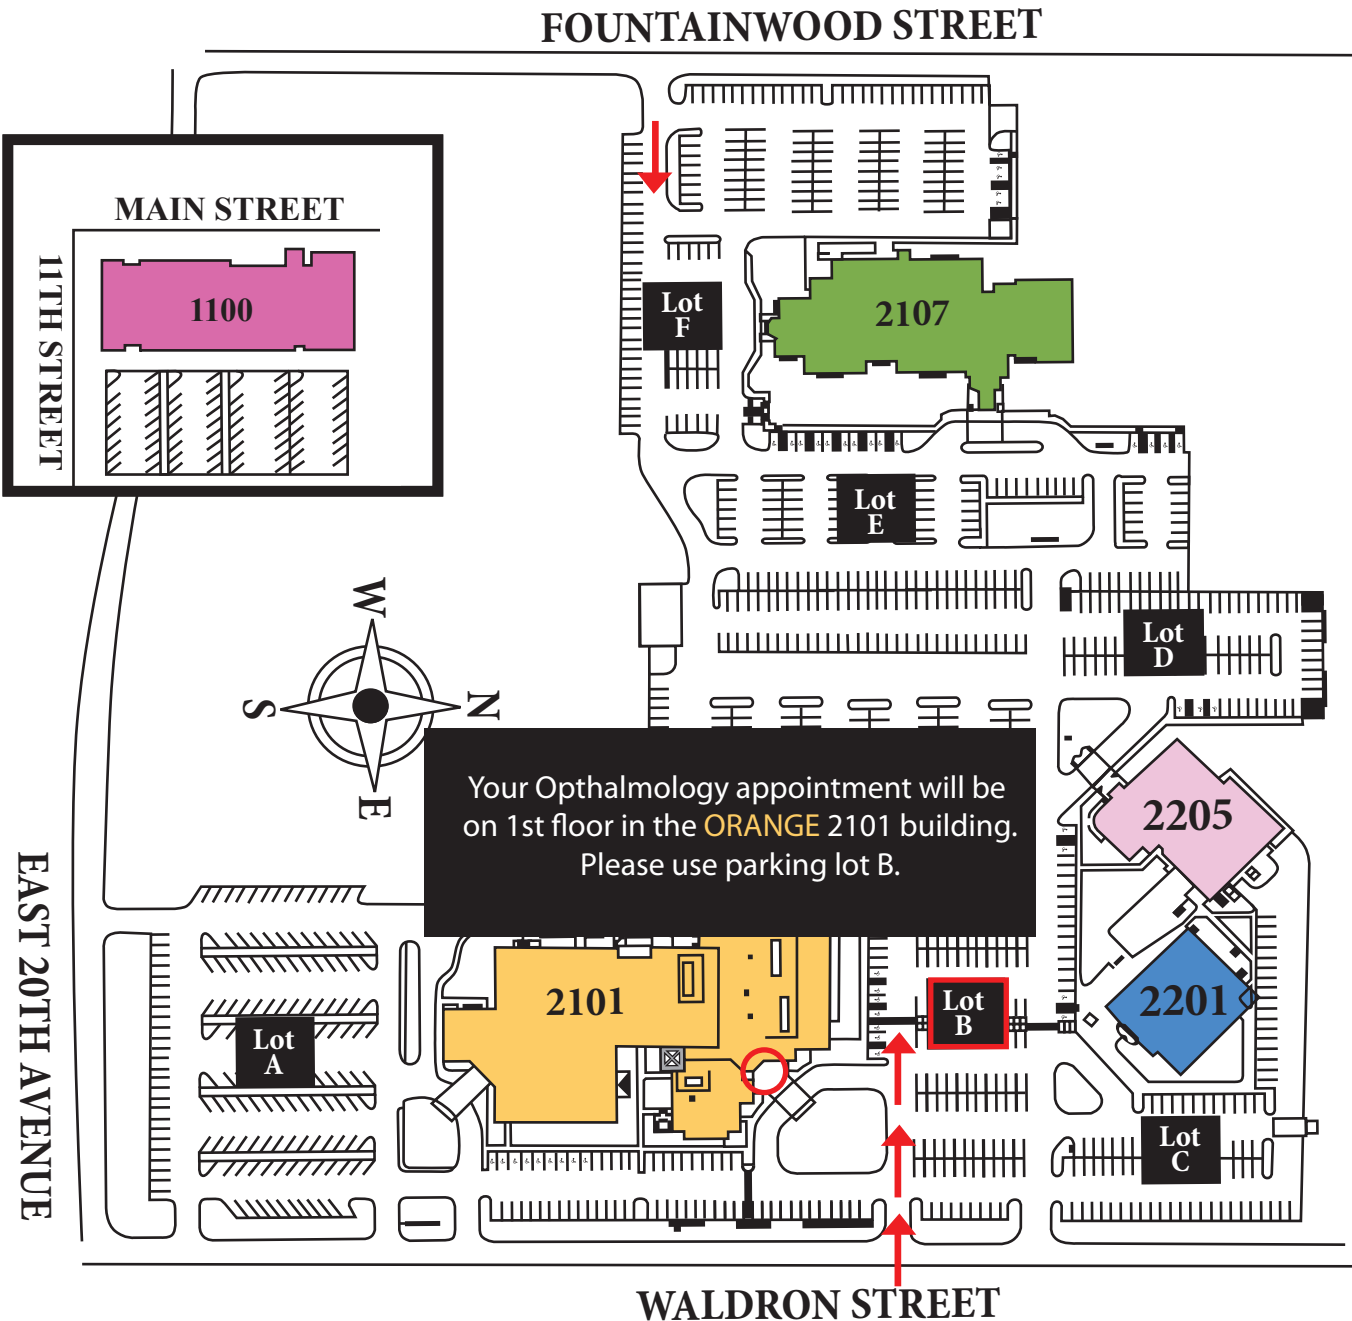 FOUNTAINWOOD STREET
MAIN STREET
11TH STREET
1100
Lot
F
2107
Lot
E
Lot
D
W
S
N
E
Your Opthalmology appointment will be
on 1st floor in the ORANGE 2101 building.
Please use parking lot B.
2205
EAST 20TH AVENUE
2101
Lot
B
2201
Lot
A
Lot
C
WALDRON STREET